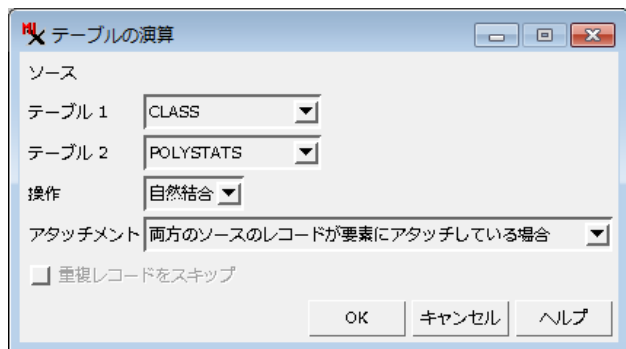 テーブルの演算
ソース
テーブル 1 CLASS
テーブル 2 POLYSTATS
操作 自然結合
アタッチメント 両方のソースのレコードが要素にアタッチしている場合
重複レコードをスキップ
OK キャンセル ヘルプ